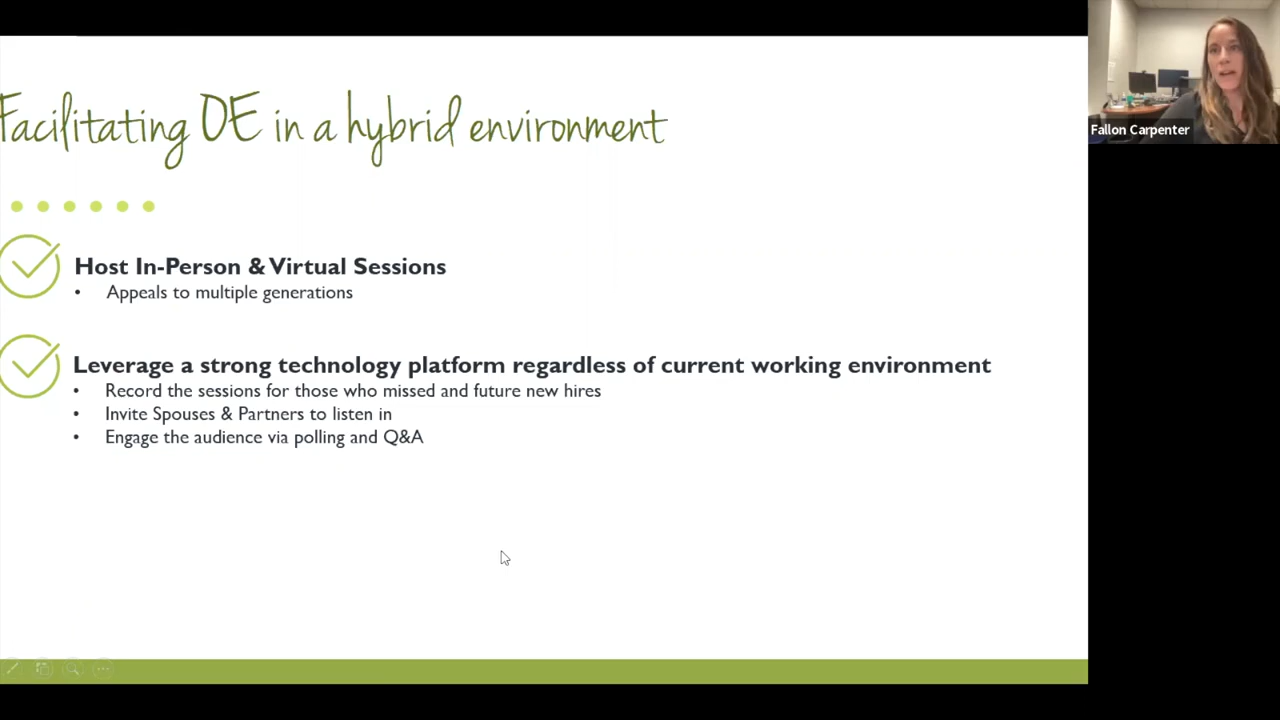 Facilitating OE in a hybrid environment
Fallon Carpenter
Host In-Person & Virtual Sessions
• Appeals to multiple generations
Leverage a strong technology platform regardless of current working environment
• Record the sessions for those who missed and future new hires
• Invite Spouses & Partners to listen in
• Engage the audience via polling and Q&A